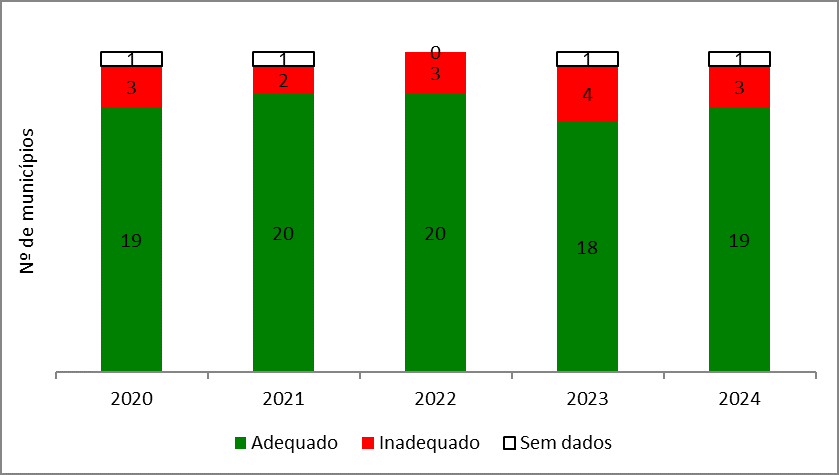 1 1 0 1 1
3 2 3 4 3
19 20 20 18 19
Nº de municípios
2020 2021 2022 2023 2024
Adequado Inadequado Sem dados